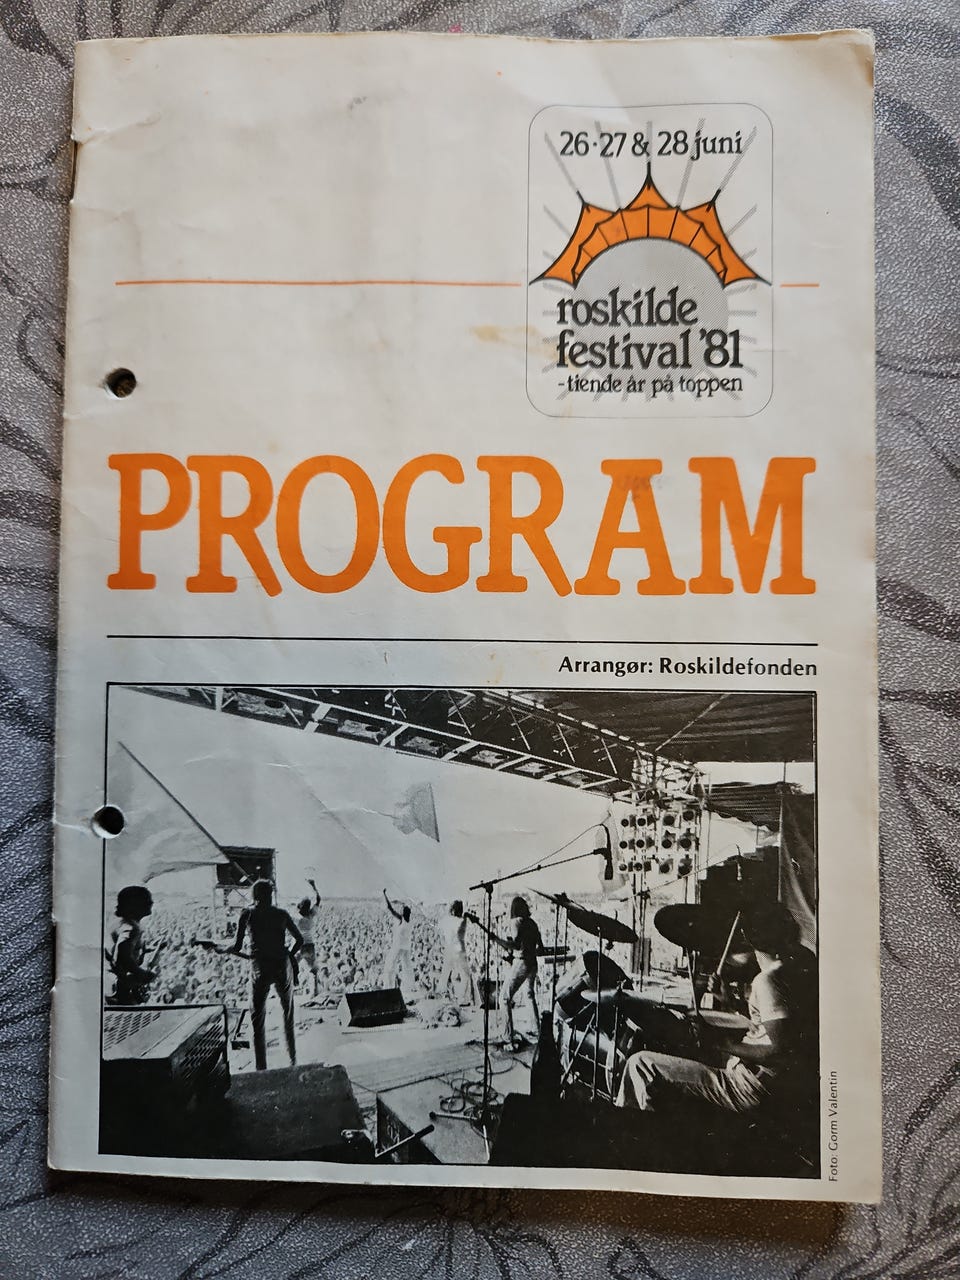 26·27 & 28 juni
roskilde
festival '81
-tiende år på toppen
PROGRAM
Arrangør: Roskildefonden
Foto: Gorm Valentin